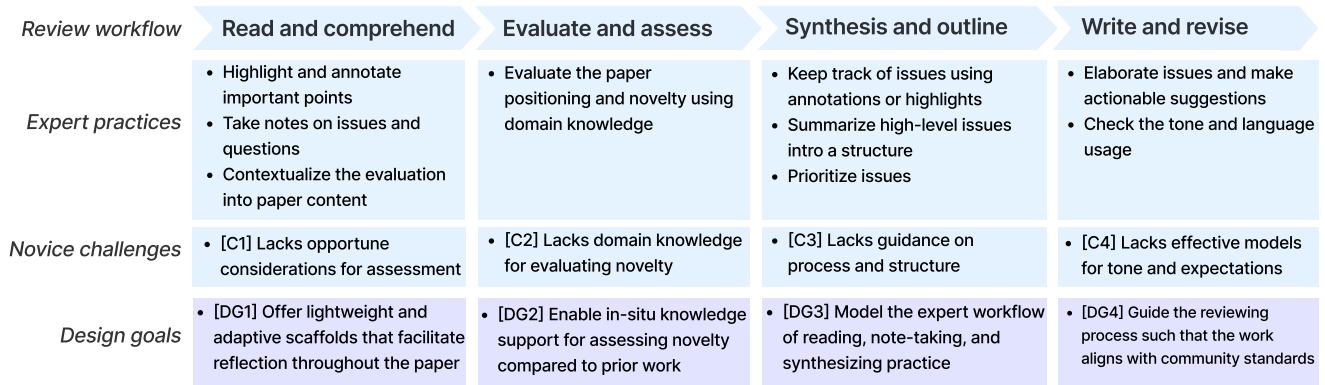 Review workflow
Read and comprehend
Evaluate and assess
Synthesis and outline
Write and revise
Expert practices
• Highlight and annotate
important points
• Take notes on issues and
questions
• Contextualize the evaluation
into paper content
• Evaluate the paper
positioning and novelty using
domain knowledge
• Keep track of issues using
annotations or highlights
• Summarize high-level issues
intro a structure
• Prioritize issues
• Elaborate issues and make
actionable suggestions
• Check the tone and language
usage
Novice challenges
• [C1] Lacks opportune
considerations for assessment
• [C2] Lacks domain knowledge
for evaluating novelty
• [C3] Lacks guidance on
process and structure
• [C4] Lacks effective models
for tone and expectations
Design goals
• [DG1] Offer lightweight and
adaptive scaffolds that facilitate
reflection throughout the paper
• [DG2] Enable in-situ knowledge
support for assessing novelty
compared to prior work
• [DG3] Model the expert workflow
of reading, note-taking, and
synthesizing practice
• [DG4] Guide the reviewing
process such that the work
aligns with community standards